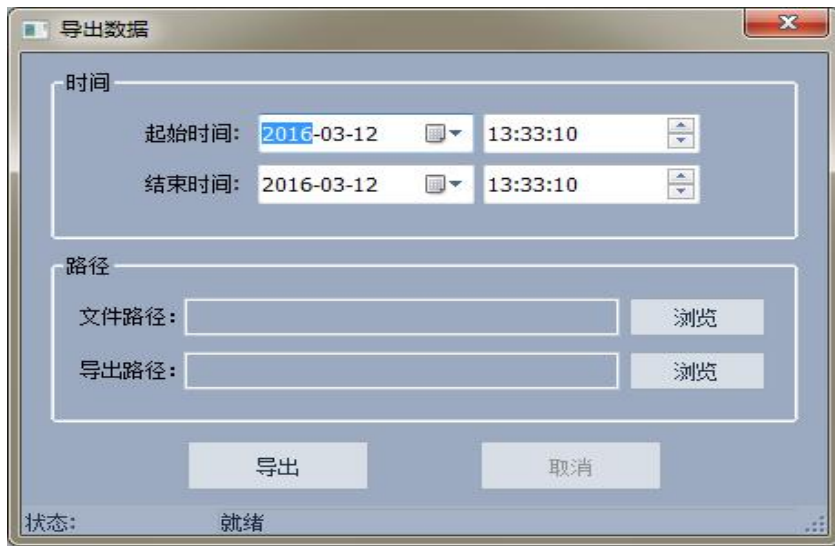 导出数据
时间
起始时间: 2016-03-12 13:33:10
结束时间: 2016-03-12 13:33:10
路径
文件路径: 浏览
导出路径: 浏览
导出 取消
状态: 就绪